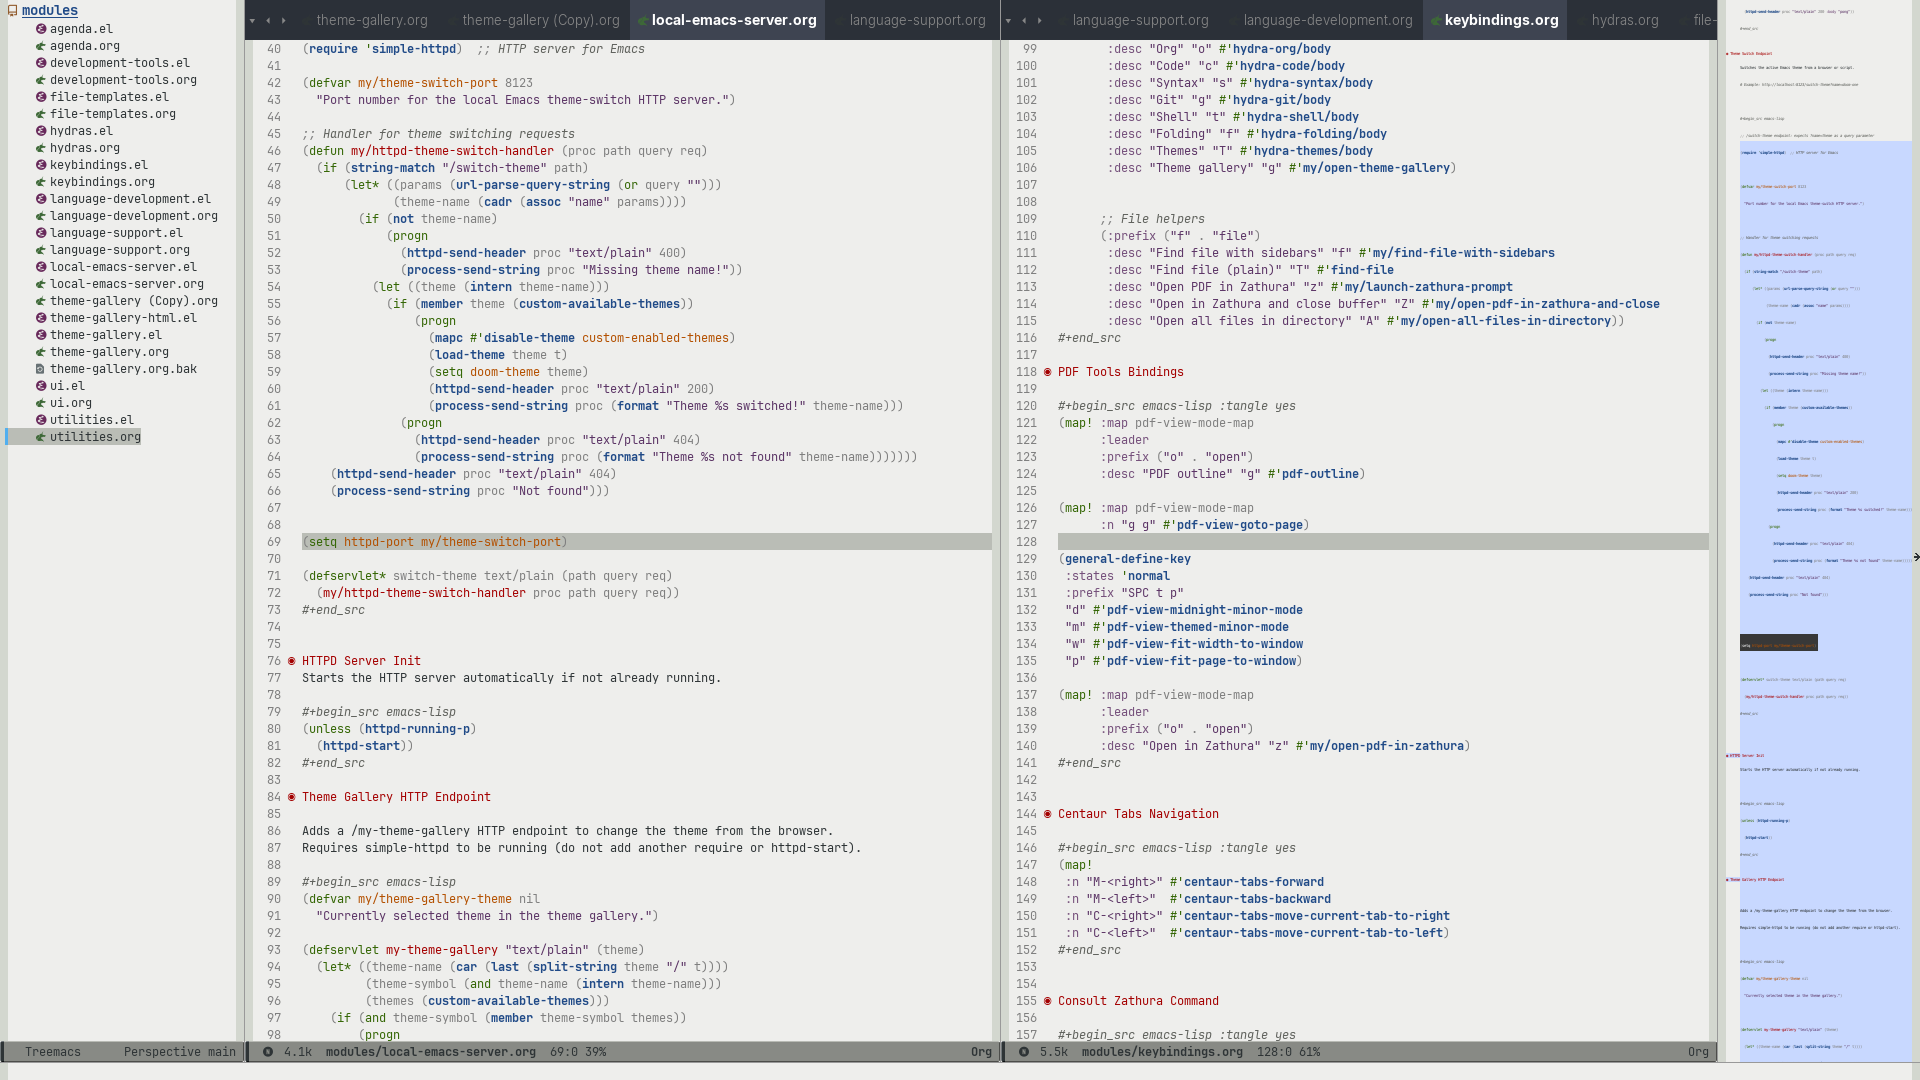 modules
agenda.el
agenda.org
development-tools.el
development-tools.org
file-templates.el
file-templates.org
hydras.el
hydras.org
keybindings.el
keybindings.org
language-development.el
language-development.org
language-support.el
language-support.org
local-emacs-server.el
local-emacs-server.org
theme-gallery (Copy).org
theme-gallery-html.el
theme-gallery.el
theme-gallery.org
theme-gallery.org.bak
ui.el
ui.org
utilities.el
utilities.org
Treemacs Perspective main
theme-gallery.org theme-gallery (Copy).org local-emacs-server.org language-support.org
40 (require 'simple-httpd)  ;; HTTP server for Emacs
41
42 (defvar my/theme-switch-port 8123
43   "Port number for the local Emacs theme-switch HTTP server.")
44
45 ;; Handler for theme switching requests
46 (defun my/httpd-theme-switch-handler (proc path query req)
47   (if (string-match "/switch-theme" path)
48       (let* ((params (url-parse-query-string (or query "")))
49              (theme-name (cadr (assoc "name" params))))
50         (if (not theme-name)
51             (progn
52               (httpd-send-header proc "text/plain" 400)
53               (process-send-string proc "Missing theme name!"))
54           (let ((theme (intern theme-name)))
55             (if (member theme (custom-available-themes))
56                 (progn
57                   (mapc #'disable-theme custom-enabled-themes)
58                   (load-theme theme t)
59                   (setq doom-theme theme)
60                   (httpd-send-header proc "text/plain" 200)
61                   (process-send-string proc (format "Theme %s switched!" theme-name)))
62               (progn
63                 (httpd-send-header proc "text/plain" 404)
64                 (process-send-string proc (format "Theme %s not found" theme-name)))))))
65     (httpd-send-header proc "text/plain" 404)
66     (process-send-string proc "Not found")))
67
68
69 (setq httpd-port my/theme-switch-port)
70
71 (defservlet* switch-theme text/plain (path query req)
72   (my/httpd-theme-switch-handler proc path query req))
73 #+end_src
74
75
76 ◉ HTTPD Server Init
77 Starts the HTTP server automatically if not already running.
78
79 #+begin_src emacs-lisp
80 (unless (httpd-running-p)
81   (httpd-start))
82 #+end_src
83
84 ◉ Theme Gallery HTTP Endpoint
85
86 Adds a /my-theme-gallery HTTP endpoint to change the theme from the browser.
87 Requires simple-httpd to be running (do not add another require or httpd-start).
88
89 #+begin_src emacs-lisp
90 (defvar my/theme-gallery-theme nil
91   "Currently selected theme in the theme gallery.")
92
93 (defservlet my-theme-gallery "text/plain" (theme)
94   (let* ((theme-name (car (last (split-string theme "/" t))))
95          (theme-symbol (and theme-name (intern theme-name)))
96          (themes (custom-available-themes)))
97     (if (and theme-symbol (member theme-symbol themes))
98         (progn
4.1k modules/local-emacs-server.org 69:0 39% Org
language-support.org language-development.org keybindings.org hydras.org file-
99        :desc "Org" "o" #'hydra-org/body
100       :desc "Code" "c" #'hydra-code/body
101       :desc "Syntax" "s" #'hydra-syntax/body
102       :desc "Git" "g" #'hydra-git/body
103       :desc "Shell" "t" #'hydra-shell/body
104       :desc "Folding" "f" #'hydra-folding/body
105       :desc "Themes" "T" #'hydra-themes/body
106       :desc "Theme gallery" "g" #'my/open-theme-gallery)
107
108
109      ;; File helpers
110      (:prefix ("f" . "file")
111       :desc "Find file with sidebars" "f" #'my/find-file-with-sidebars
112       :desc "Find file (plain)" "T" #'find-file
113       :desc "Open PDF in Zathura" "z" #'my/launch-zathura-prompt
114       :desc "Open in Zathura and close buffer" "Z" #'my/open-pdf-in-zathura-and-close
115       :desc "Open all files in directory" "A" #'my/open-all-files-in-directory))
116 #+end_src
117
118 ◉ PDF Tools Bindings
119
120 #+begin_src emacs-lisp :tangle yes
121 (map! :map pdf-view-mode-map
122       :leader
123       :prefix ("o" . "open")
124       :desc "PDF outline" "g" #'pdf-outline)
125
126 (map! :map pdf-view-mode-map
127       :n "g g" #'pdf-view-goto-page)
128
129 (general-define-key
130  :states 'normal
131  :prefix "SPC t p"
132  "d" #'pdf-view-midnight-minor-mode
133  "m" #'pdf-view-themed-minor-mode
134  "w" #'pdf-view-fit-width-to-window
135  "p" #'pdf-view-fit-page-to-window)
136
137 (map! :map pdf-view-mode-map
138       :leader
139       :prefix ("o" . "open")
140       :desc "Open in Zathura" "z" #'my/open-pdf-in-zathura)
141 #+end_src
142
143
144 ◉ Centaur Tabs Navigation
145
146 #+begin_src emacs-lisp :tangle yes
147 (map!
148  :n "M-<right>" #'centaur-tabs-forward
149  :n "M-<left>"  #'centaur-tabs-backward
150  :n "C-<right>" #'centaur-tabs-move-current-tab-to-right
151  :n "C-<left>"  #'centaur-tabs-move-current-tab-to-left)
152 #+end_src
153
154
155 ◉ Consult Zathura Command
156
157 #+begin_src emacs-lisp :tangle yes
5.5k modules/keybindings.org 128:0 61% Org